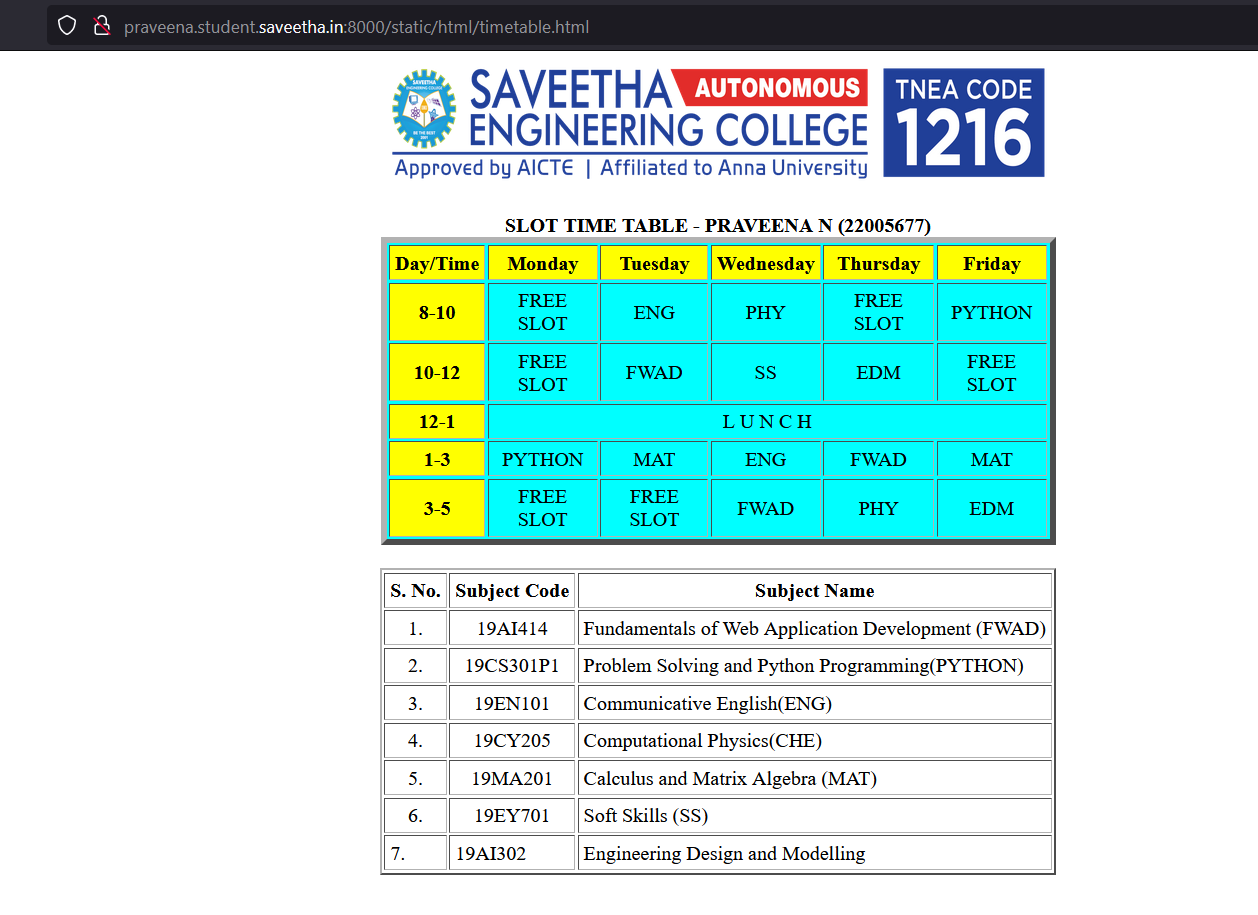 praveena.student.saveetha.in:8000/static/html/timetable.html
SAVEETHA AUTONOMOUS
ENGINEERING COLLEGE
Approved by AICTE | Affiliated to Anna University
TNEA CODE
1216
SLOT TIME TABLE - PRAVEENA N (22005677)
Day/Time Monday Tuesday Wednesday Thursday Friday
8-10 FREE SLOT ENG PHY FREE SLOT PYTHON
10-12 FREE SLOT FWAD SS EDM FREE SLOT
12-1 L U N C H
1-3 PYTHON MAT ENG FWAD MAT
3-5 FREE SLOT FREE SLOT FWAD PHY EDM
S. No. Subject Code Subject Name
1. 19AI414 Fundamentals of Web Application Development (FWAD)
2. 19CS301P1 Problem Solving and Python Programming(PYTHON)
3. 19EN101 Communicative English(ENG)
4. 19CY205 Computational Physics(CHE)
5. 19MA201 Calculus and Matrix Algebra (MAT)
6. 19EY701 Soft Skills (SS)
7. 19AI302 Engineering Design and Modelling